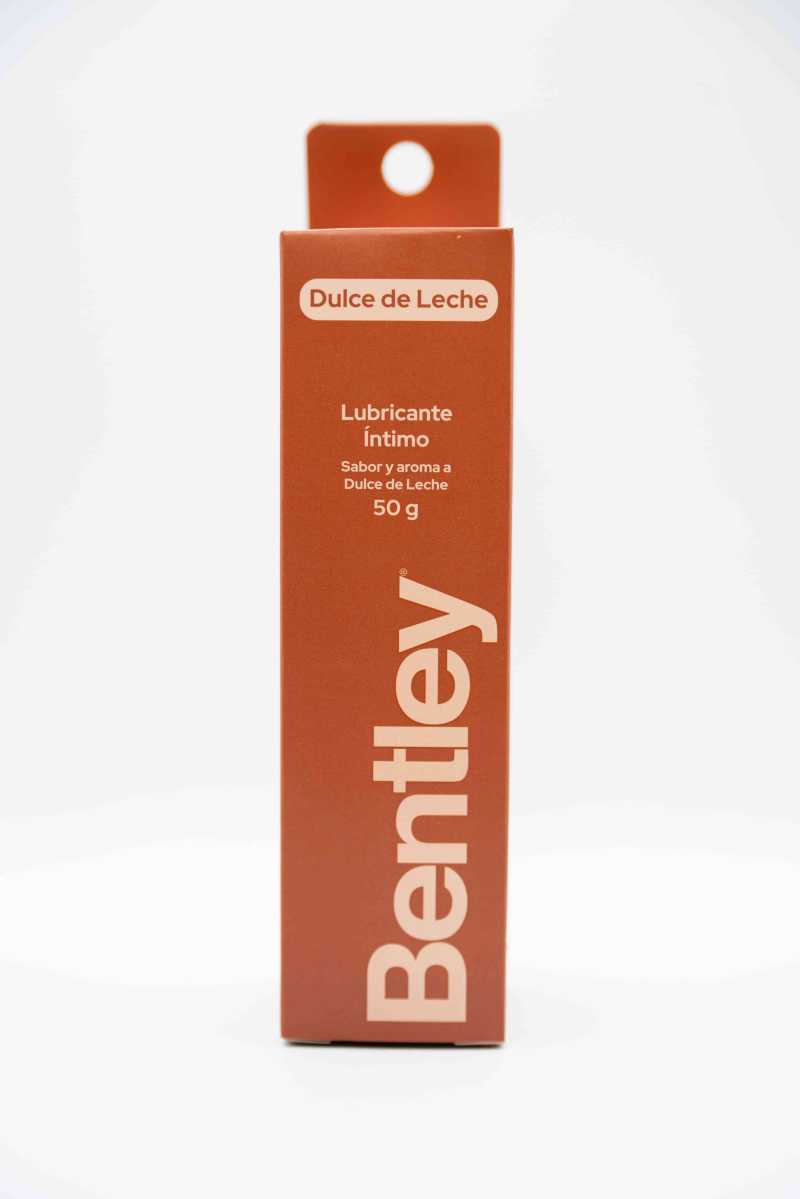 Dulce de Leche
Lubricante
Íntimo
Sabor y aroma a
Dulce de Leche
50 g
Bentley®